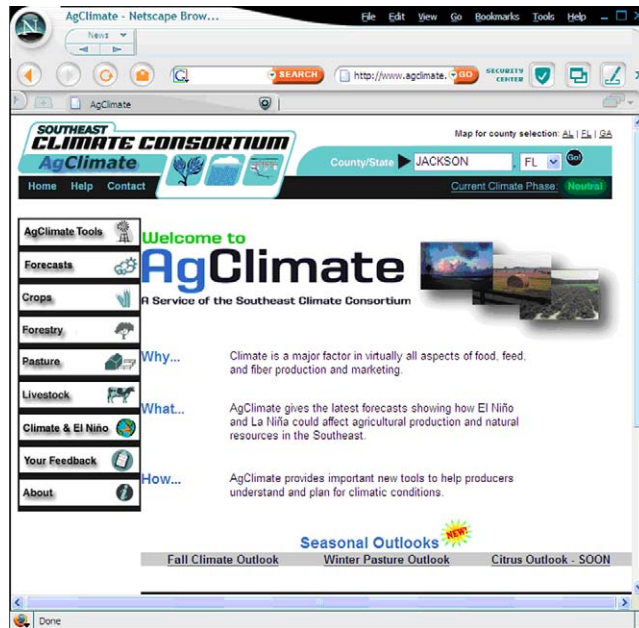 AgClimate - Netscape Brow...
File Edit View Go Bookmarks Tools Help
News
G SEARCH http://www.agclimate. GO SECURITY CENTER
AgClimate
SOUTHEAST
CLIMATE CONSORTIUM
AgClimate
Map for county selection: AL | FL | GA
County/State JACKSON , FL Go!
Home Help Contact
Current Climate Phase: Neutral
AgClimate Tools
Forecasts
Crops
Forestry
Pasture
Livestock
Climate & El Niño
Your Feedback
About
Welcome to
AgClimate
A Service of the Southeast Climate Consortium
Why... Climate is a major factor in virtually all aspects of food, feed,
and fiber production and marketing.
What... AgClimate gives the latest forecasts showing how El Niño
and La Niña could affect agricultural production and natural
resources in the Southeast.
How... AgClimate provides important new tools to help producers
understand and plan for climatic conditions.
Seasonal Outlooks NEW!
Fall Climate Outlook Winter Pasture Outlook Citrus Outlook - SOON
Done